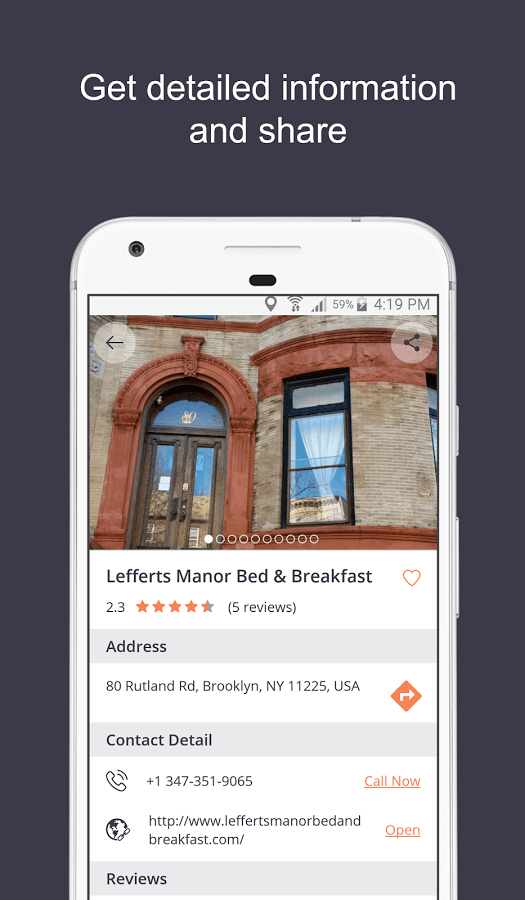 Get detailed information
and share
59% 4:19 PM
Lefferts Manor Bed & Breakfast
2.3 (5 reviews)
Address
80 Rutland Rd, Brooklyn, NY 11225, USA
Contact Detail
+1 347-351-9065 Call Now
http://www.leffertsmanorbedand
breakfast.com/ Open
Reviews